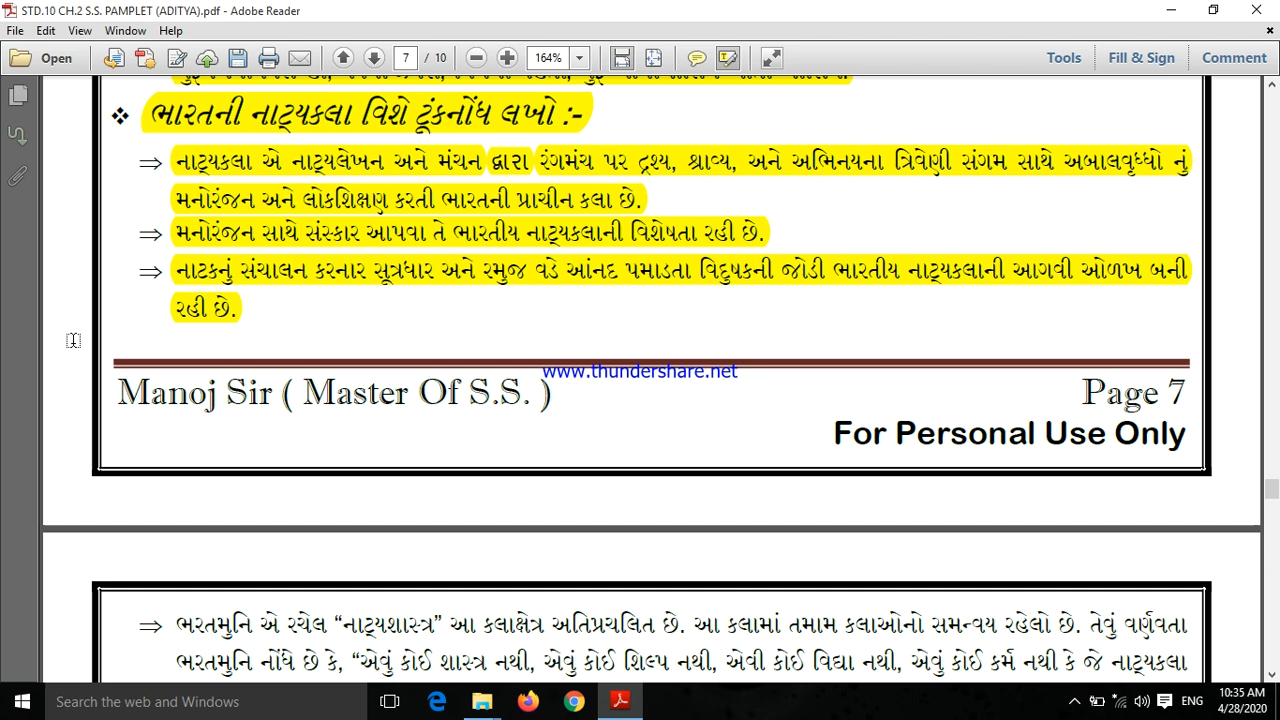 STD.10 CH.2 S.S. PAMPLET (ADITYA).pdf - Adobe Reader
File Edit View Window Help
Open 7 / 10 164% Tools Fill & Sign Comment
ભારતની નાટ્યકલા વિશે ટૂંકનોંધ લખો :-
⇒ નાટ્યકલા એ નાટ્યલેખન અને મંચન દ્વારા રંગમંચ પર દ્રશ્ય, શ્રાવ્ય, અને અભિનયના ત્રિવેણી સંગમ સાથે અબાલવૃધ્ધો નું
મનોરંજન અને લોકશિક્ષણ કરતી ભારતની પ્રાચીન કલા છે.
⇒ મનોરંજન સાથે સંસ્કાર આપવા તે ભારતીય નાટ્યકલાની વિશેષતા રહી છે.
⇒ નાટકનું સંચાલન કરનાર સૂત્રધાર અને રમુજ વડે આંનદ પમાડતા વિદુષકની જોડી ભારતીય નાટ્યકલાની આગવી ઓળખ બની
રહી છે.
www.thundershare.net
Manoj Sir ( Master Of S.S. ) Page 7
For Personal Use Only
⇒ ભરતમુનિ એ રચેલ “નાટ્યશાસ્ત્ર” આ કલાક્ષેત્ર અતિપ્રચલિત છે. આ કલામાં તમામ કલાઓનો સમન્વય રહેલો છે. તેવું વર્ણવતા
ભરતમુનિ નોંધે છે કે, “એવું કોઈ શાસ્ત્ર નથી, એવું કોઈ શિલ્પ નથી, એવી કોઈ વિદ્યા નથી, એવું કોઈ કર્મ નથી કે જે નાટ્યકલા
Search the web and Windows ENG 10:35 AM
4/28/2020